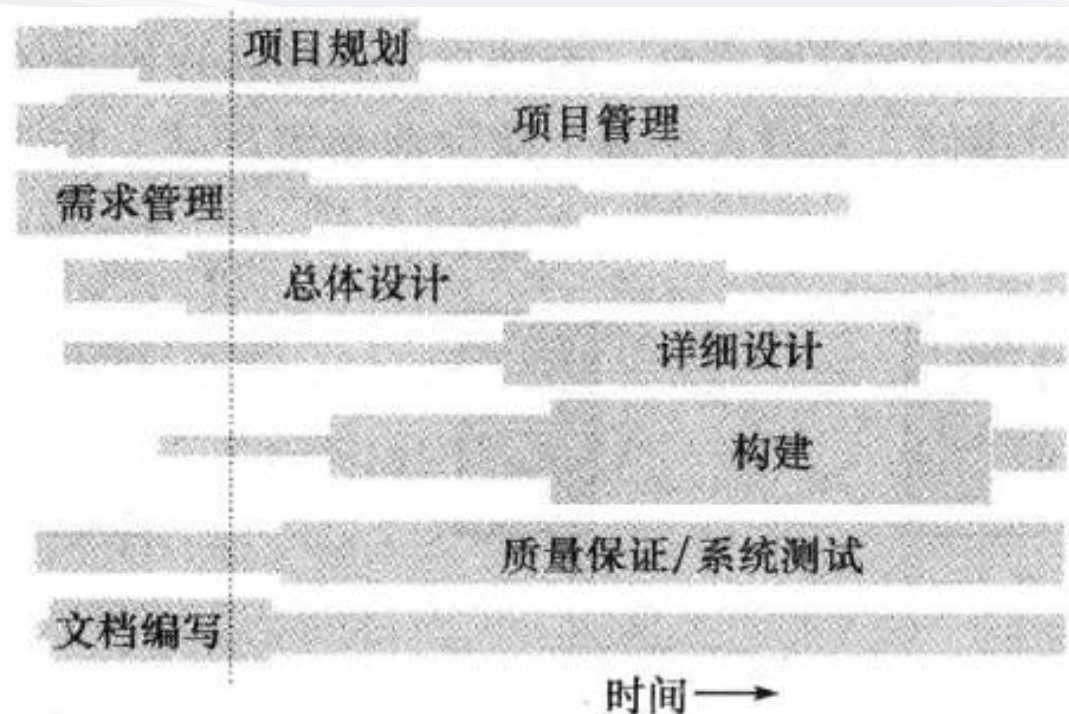 项目规划
项目管理
需求管理
总体设计
详细设计
构建
质量保证/系统测试
文档编写
时间